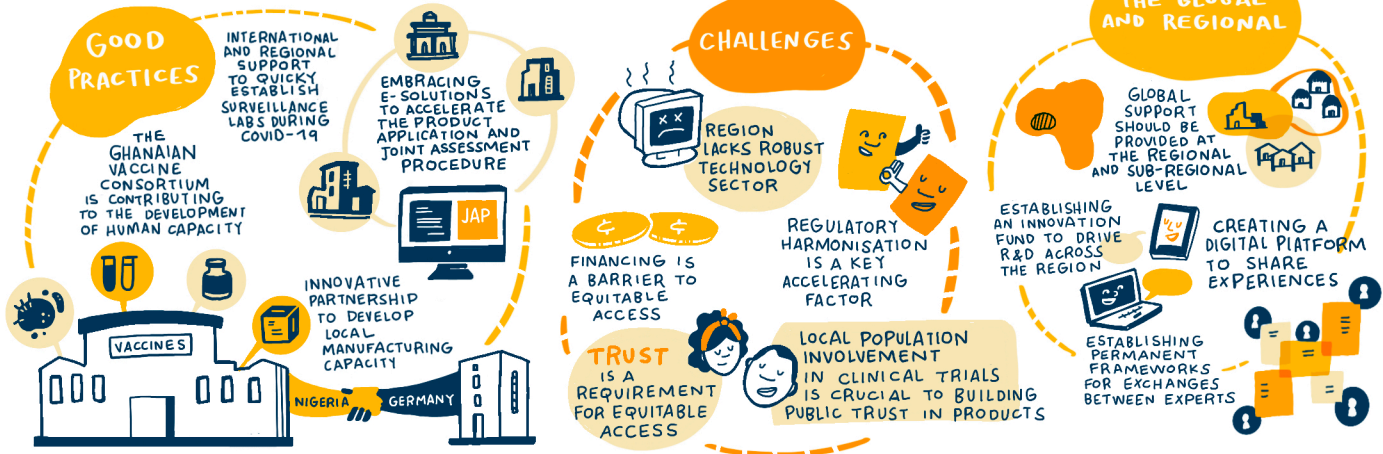 GOOD
PRACTICES
INTERNATIONAL
AND REGIONAL
SUPPORT
TO QUICKY
ESTABLISH
SURVEILLANCE
LABS DURING
COVID-19
EMBRACING
E-SOLUTIONS
TO ACCELERATE
THE PRODUCT
APPLICATION AND
JOINT ASSESSMENT
PROCEDURE
JAP
THE
GHANAIAN
VACCINE
CONSORTIUM
IS CONTRIBUTING
TO THE DEVELOPMENT
OF HUMAN CAPACITY
INNOVATIVE
PARTNERSHIP
TO DEVELOP
LOCAL
MANUFACTURING
CAPACITY
VACCINES
NIGERIA
GERMANY
CHALLENGES
REGION
LACKS ROBUST
TECHNOLOGY
SECTOR
FINANCING IS
A BARRIER TO
EQUITABLE
ACCESS
REGULATORY
HARMONISATION
IS A KEY
ACCELERATING
FACTOR
TRUST
IS A
REQUIREMENT
FOR EQUITABLE
ACCESS
LOCAL POPULATION
INVOLVEMENT
IN CLINICAL TRIALS
IS CRUCIAL TO BUILDING
PUBLIC TRUST IN PRODUCTS
THE GLOBAL
AND REGIONAL
GLOBAL
SUPPORT
SHOULD BE
PROVIDED AT
THE REGIONAL
AND SUB-REGIONAL
LEVEL
ESTABLISHING
AN INNOVATION
FUND TO DRIVE
R&D ACROSS
THE REGION
CREATING A
DIGITAL PLATFORM
TO SHARE
EXPERIENCES
ESTABLISHING
PERMANENT
FRAMEWORKS
FOR EXCHANGES
BETWEEN EXPERTS